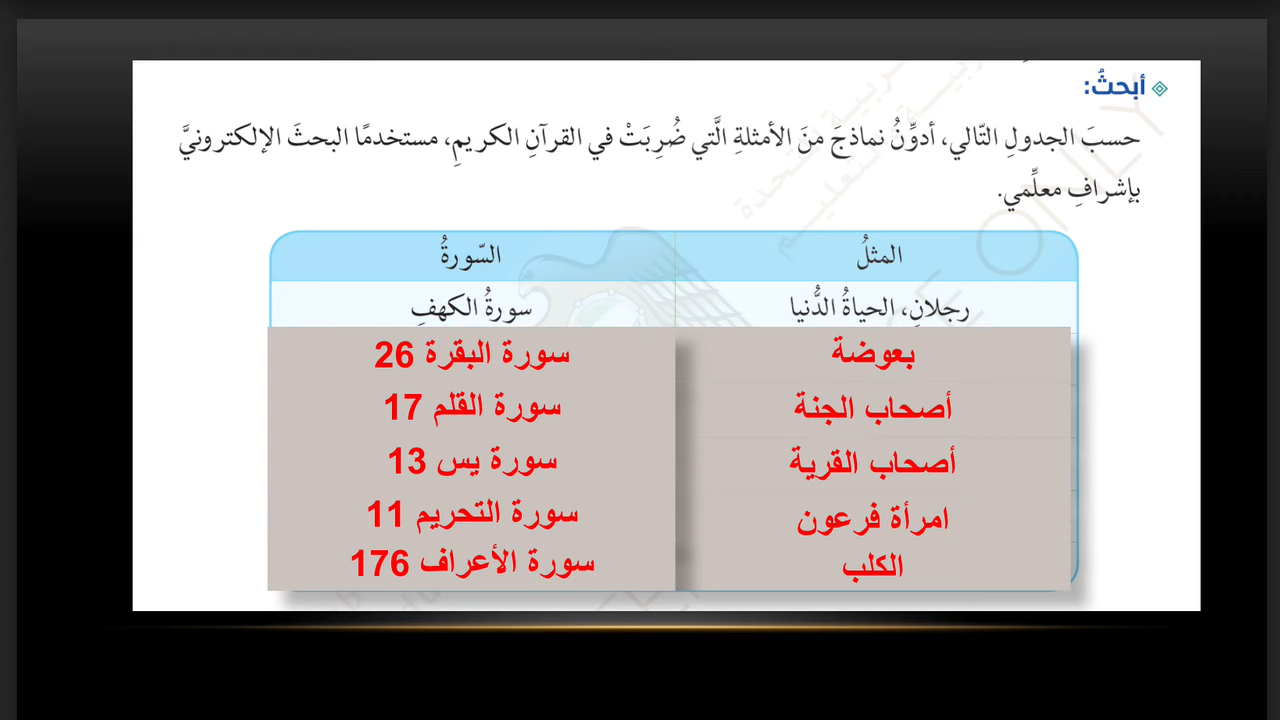 أبحثُ:
حسبَ الجدولِ التّالي، أدوِّنُ نماذجَ منَ الأمثلةِ الَّتي ضُرِبَتْ في القرآنِ الكريمِ، مستخدمًا البحثَ الإلكترونيَّ
بإشرافِ معلِّمي.
المثلُ السّورةُ
رجلانِ، الحياةُ الدُّنيا سورةُ الكهفِ
بعوضة سورة البقرة 26
أصحاب الجنة سورة القلم 17
أصحاب القرية سورة يس 13
امرأة فرعون سورة التحريم 11
الكلب سورة الأعراف 176